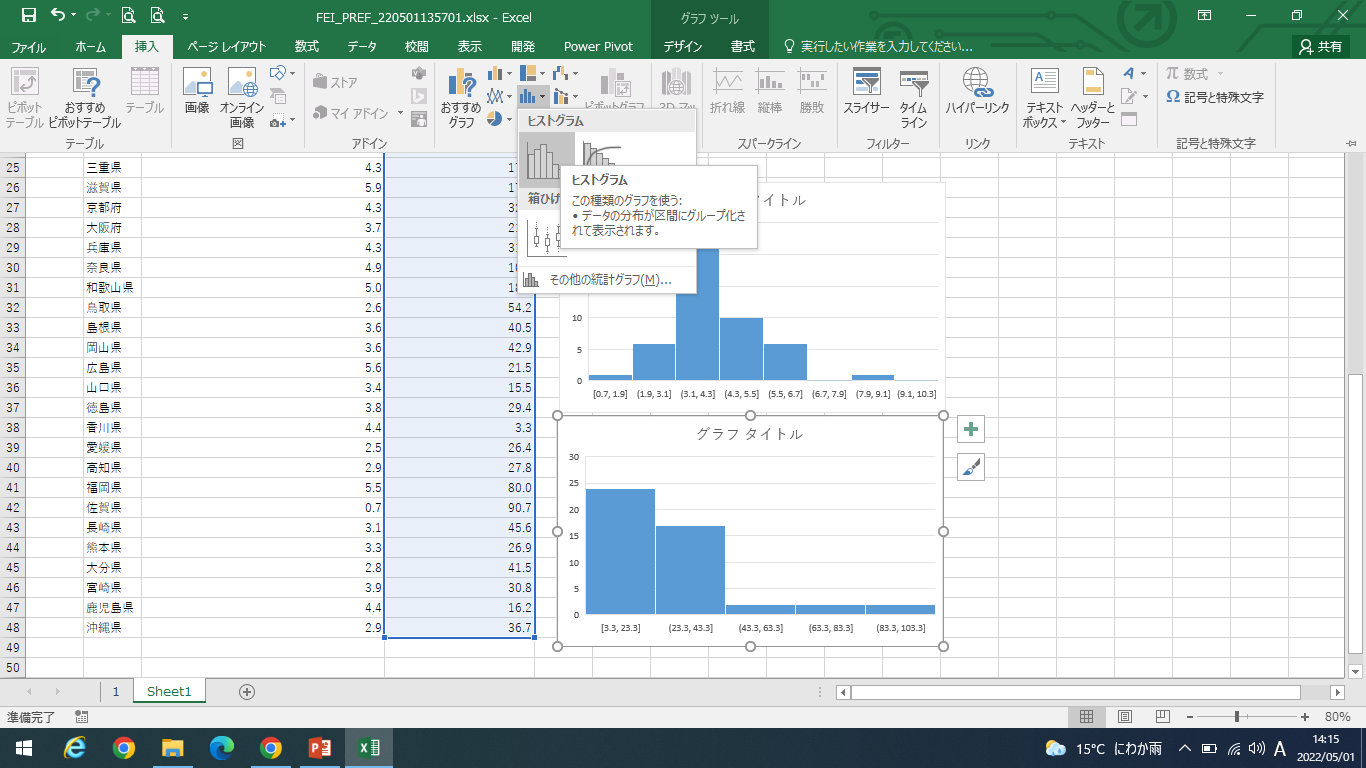 FEI_PREF_220501135701.xlsx - Excel
グラフ ツール
ファイル ホーム 挿入 ページ レイアウト 数式 データ 校閲 表示 開発 Power Pivot デザイン 書式 実行したい作業を入力してください... 共有
ピボット
テーブル
おすすめ
ピボットテーブル
テーブル
テーブル
画像
オンライン
画像
図
ストア
マイ アドイン
アドイン
おすすめ
グラフ
折れ線 縦棒 勝敗
スパークライン
スライサー
タイム
ライン
フィルター
ハイパーリンク
リンク
テキスト
ボックス
ヘッダーと
フッター
テキスト
π 数式
Ω 記号と特殊文字
記号と特殊文字
ヒストグラム
ヒストグラム
この種類のグラフを使う:
• データの分布が区間にグループ化さ
れて表示されます。
箱ひげ
その他の統計グラフ(M)...
25 三重県 4.3
26 滋賀県 5.9
27 京都府 4.3
28 大阪府 3.7
29 兵庫県 4.3
30 奈良県 4.9
31 和歌山県 5.0
32 鳥取県 2.6 54.2
33 島根県 3.6 40.5
34 岡山県 3.6 42.9
35 広島県 5.6 21.5
36 山口県 3.4 15.5
37 徳島県 3.8 29.4
38 香川県 4.4 3.3
39 愛媛県 2.5 26.4
40 高知県 2.9 27.8
41 福岡県 5.5 80.0
42 佐賀県 0.7 90.7
43 長崎県 3.1 45.6
44 熊本県 3.3 26.9
45 大分県 2.8 41.5
46 宮崎県 3.9 30.8
47 鹿児島県 4.4 16.2
48 沖縄県 2.9 36.7
49
50
イトル
10
5
0
[0.7, 1.9] (1.9, 3.1] (3.1, 4.3] (4.3, 5.5] (5.5, 6.7] (6.7, 7.9] (7.9, 9.1] (9.1, 10.3]
グラフ タイトル
30
25
20
15
10
5
0
[3.3, 23.3] (23.3, 43.3] (43.3, 63.3] (63.3, 83.3] (83.3, 103.3]
1 Sheet1
準備完了
80%
15°C にわか雨
A
14:15
2022/05/01